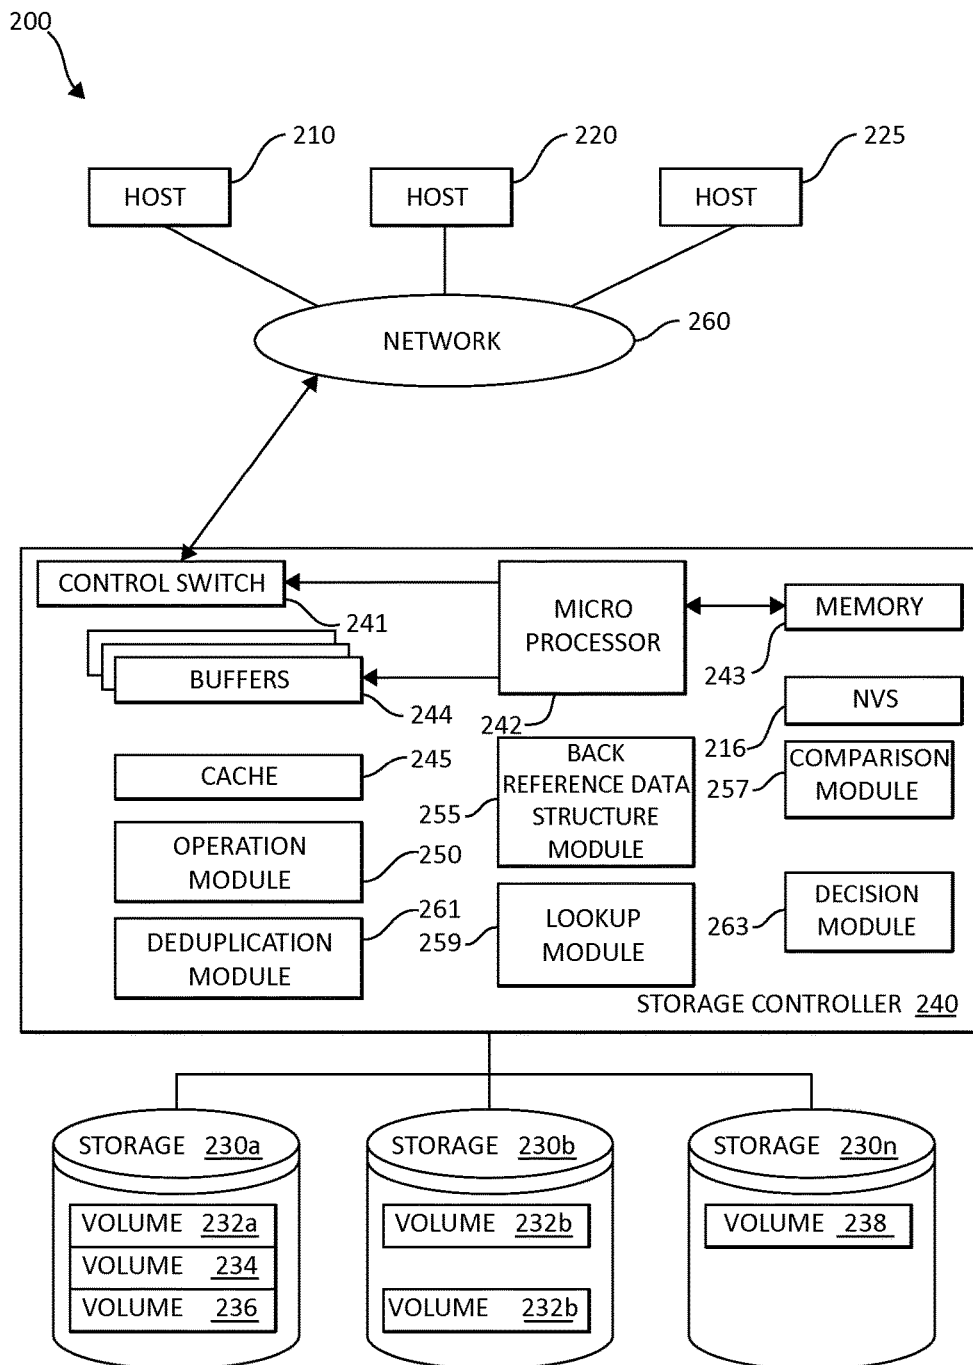 200
210
220
225
HOST
HOST
HOST
NETWORK
260
CONTROL SWITCH
241
MICRO
PROCESSOR
242
MEMORY
243
BUFFERS
244
NVS
216
CACHE
245
BACK
REFERENCE DATA
STRUCTURE
MODULE
255
COMPARISON
MODULE
257
OPERATION
MODULE
250
DEDUPLICATION
MODULE
261
LOOKUP
MODULE
259
DECISION
MODULE
263
STORAGE CONTROLLER 240
STORAGE 230a
VOLUME 232a
VOLUME 234
VOLUME 236
STORAGE 230b
VOLUME 232b
VOLUME 232b
STORAGE 230n
VOLUME 238